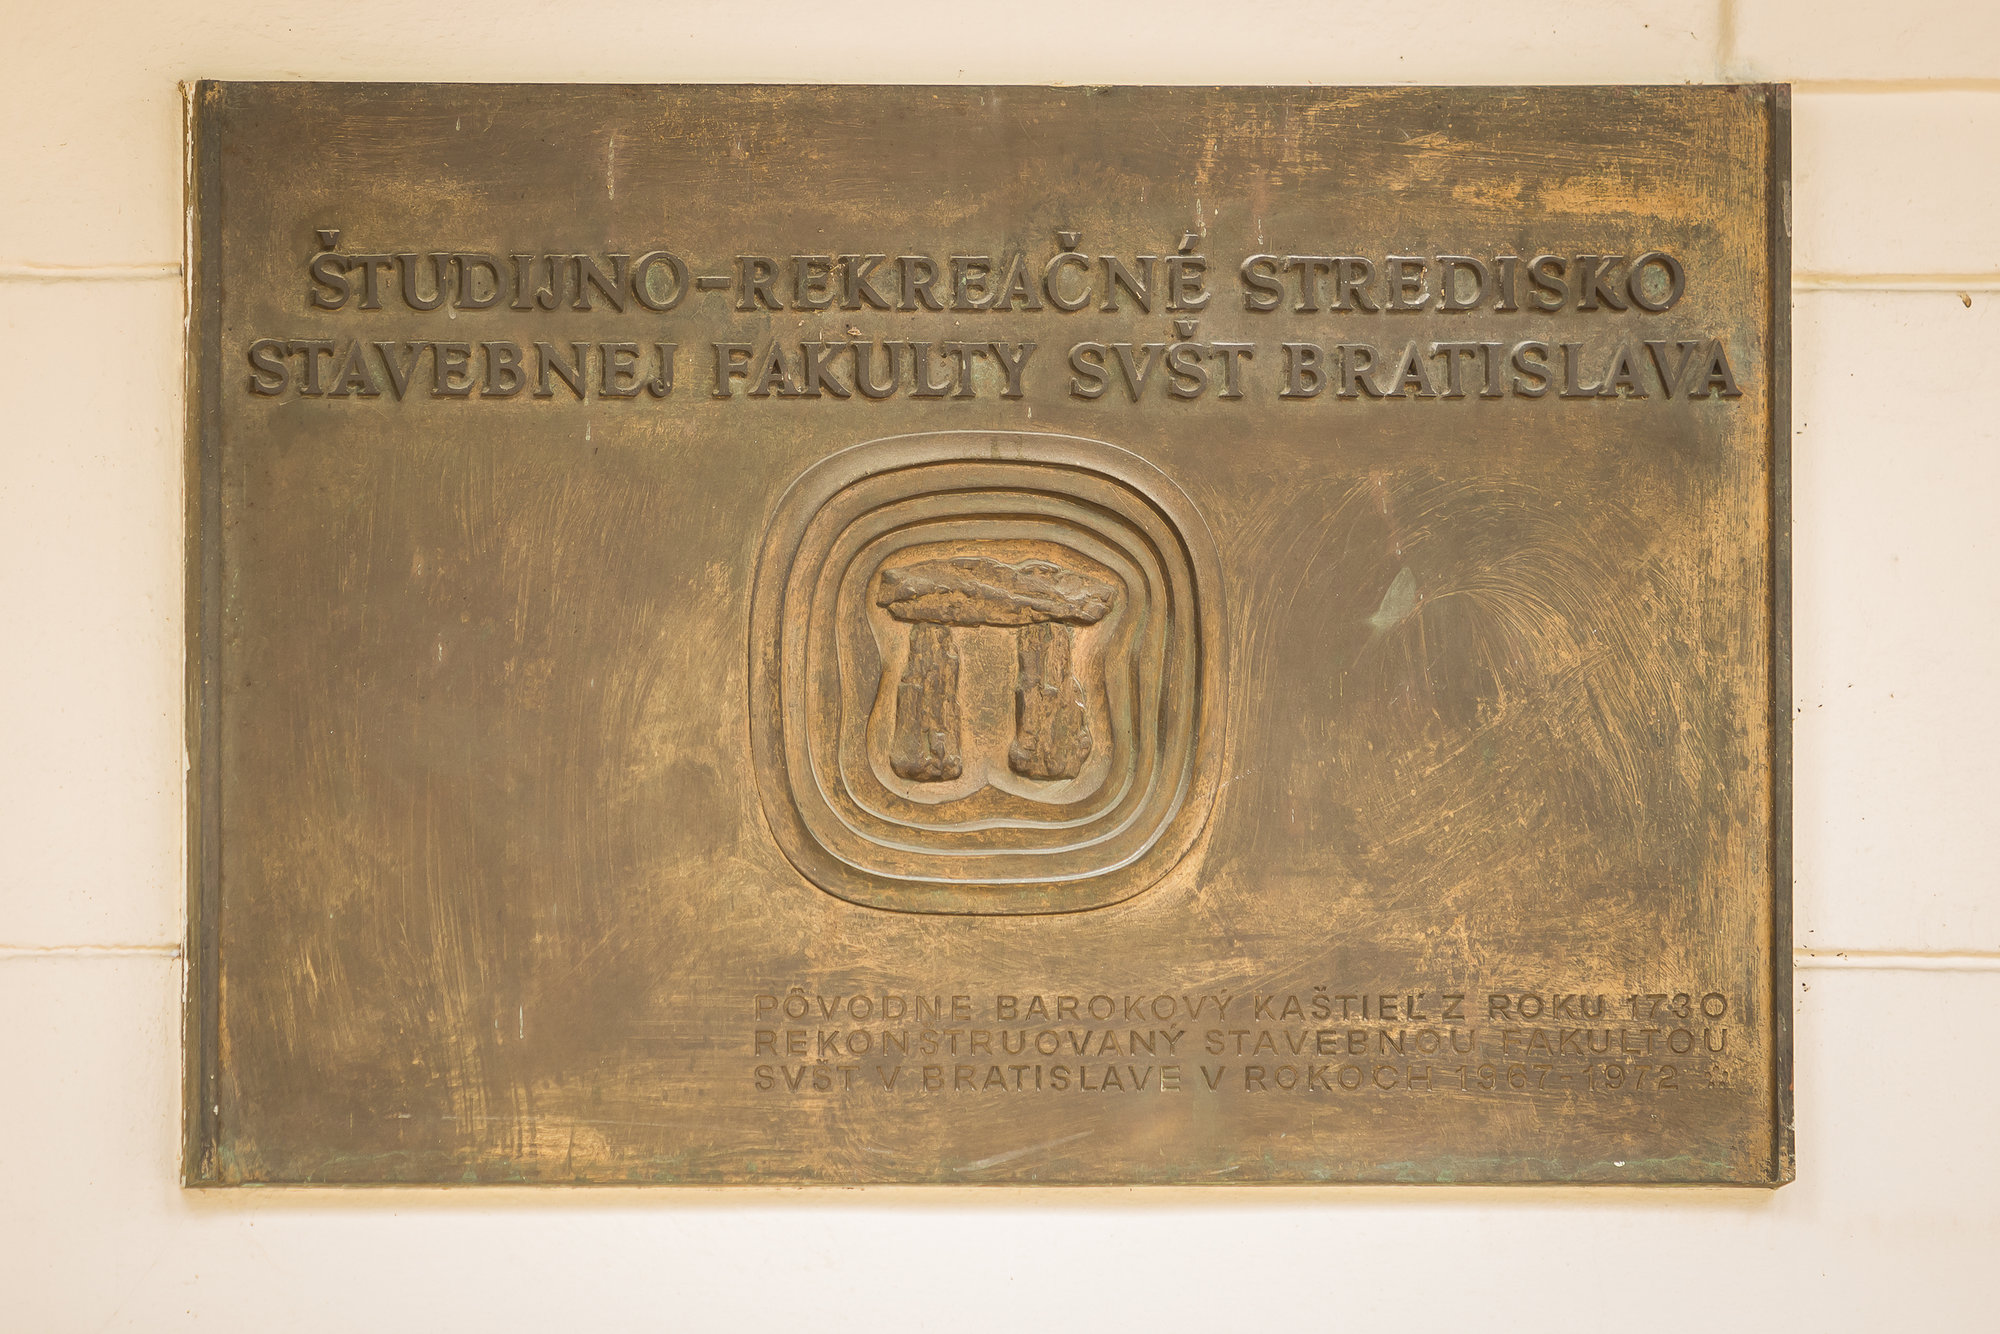 ŠTUDIJNO-REKREAČNÉ STREDISKO
STAVEBNEJ FAKULTY SVŠT BRATISLAVA
PÔVODNE BAROKOVÝ KAŠTIEĽ Z ROKU 1730
REKONŠTRUOVANÝ STAVEBNOU FAKULTOU
SVŠT V BRATISLAVE V ROKOCH 1967-1972